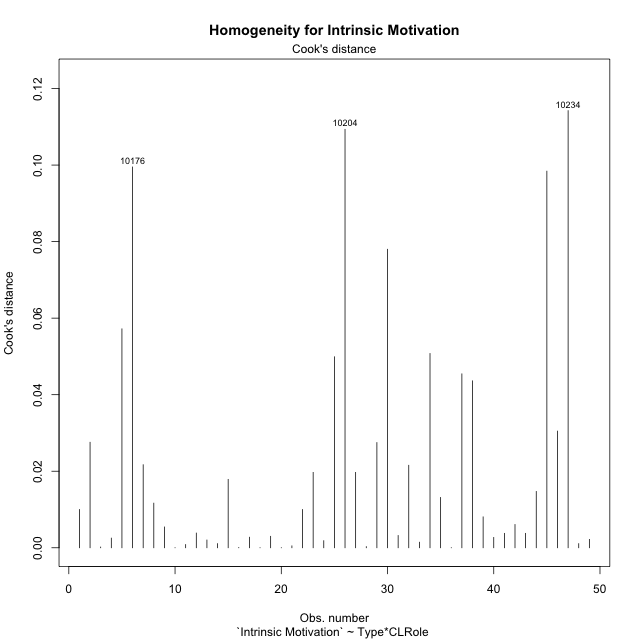 Homogeneity for Intrinsic Motivation
Cook's distance
Cook's distance
0.12
0.10
0.08
0.06
0.04
0.02
0.00
10176
10204
10234
0 10 20 30 40 50
Obs. number
`Intrinsic Motivation` ~ Type*CLRole